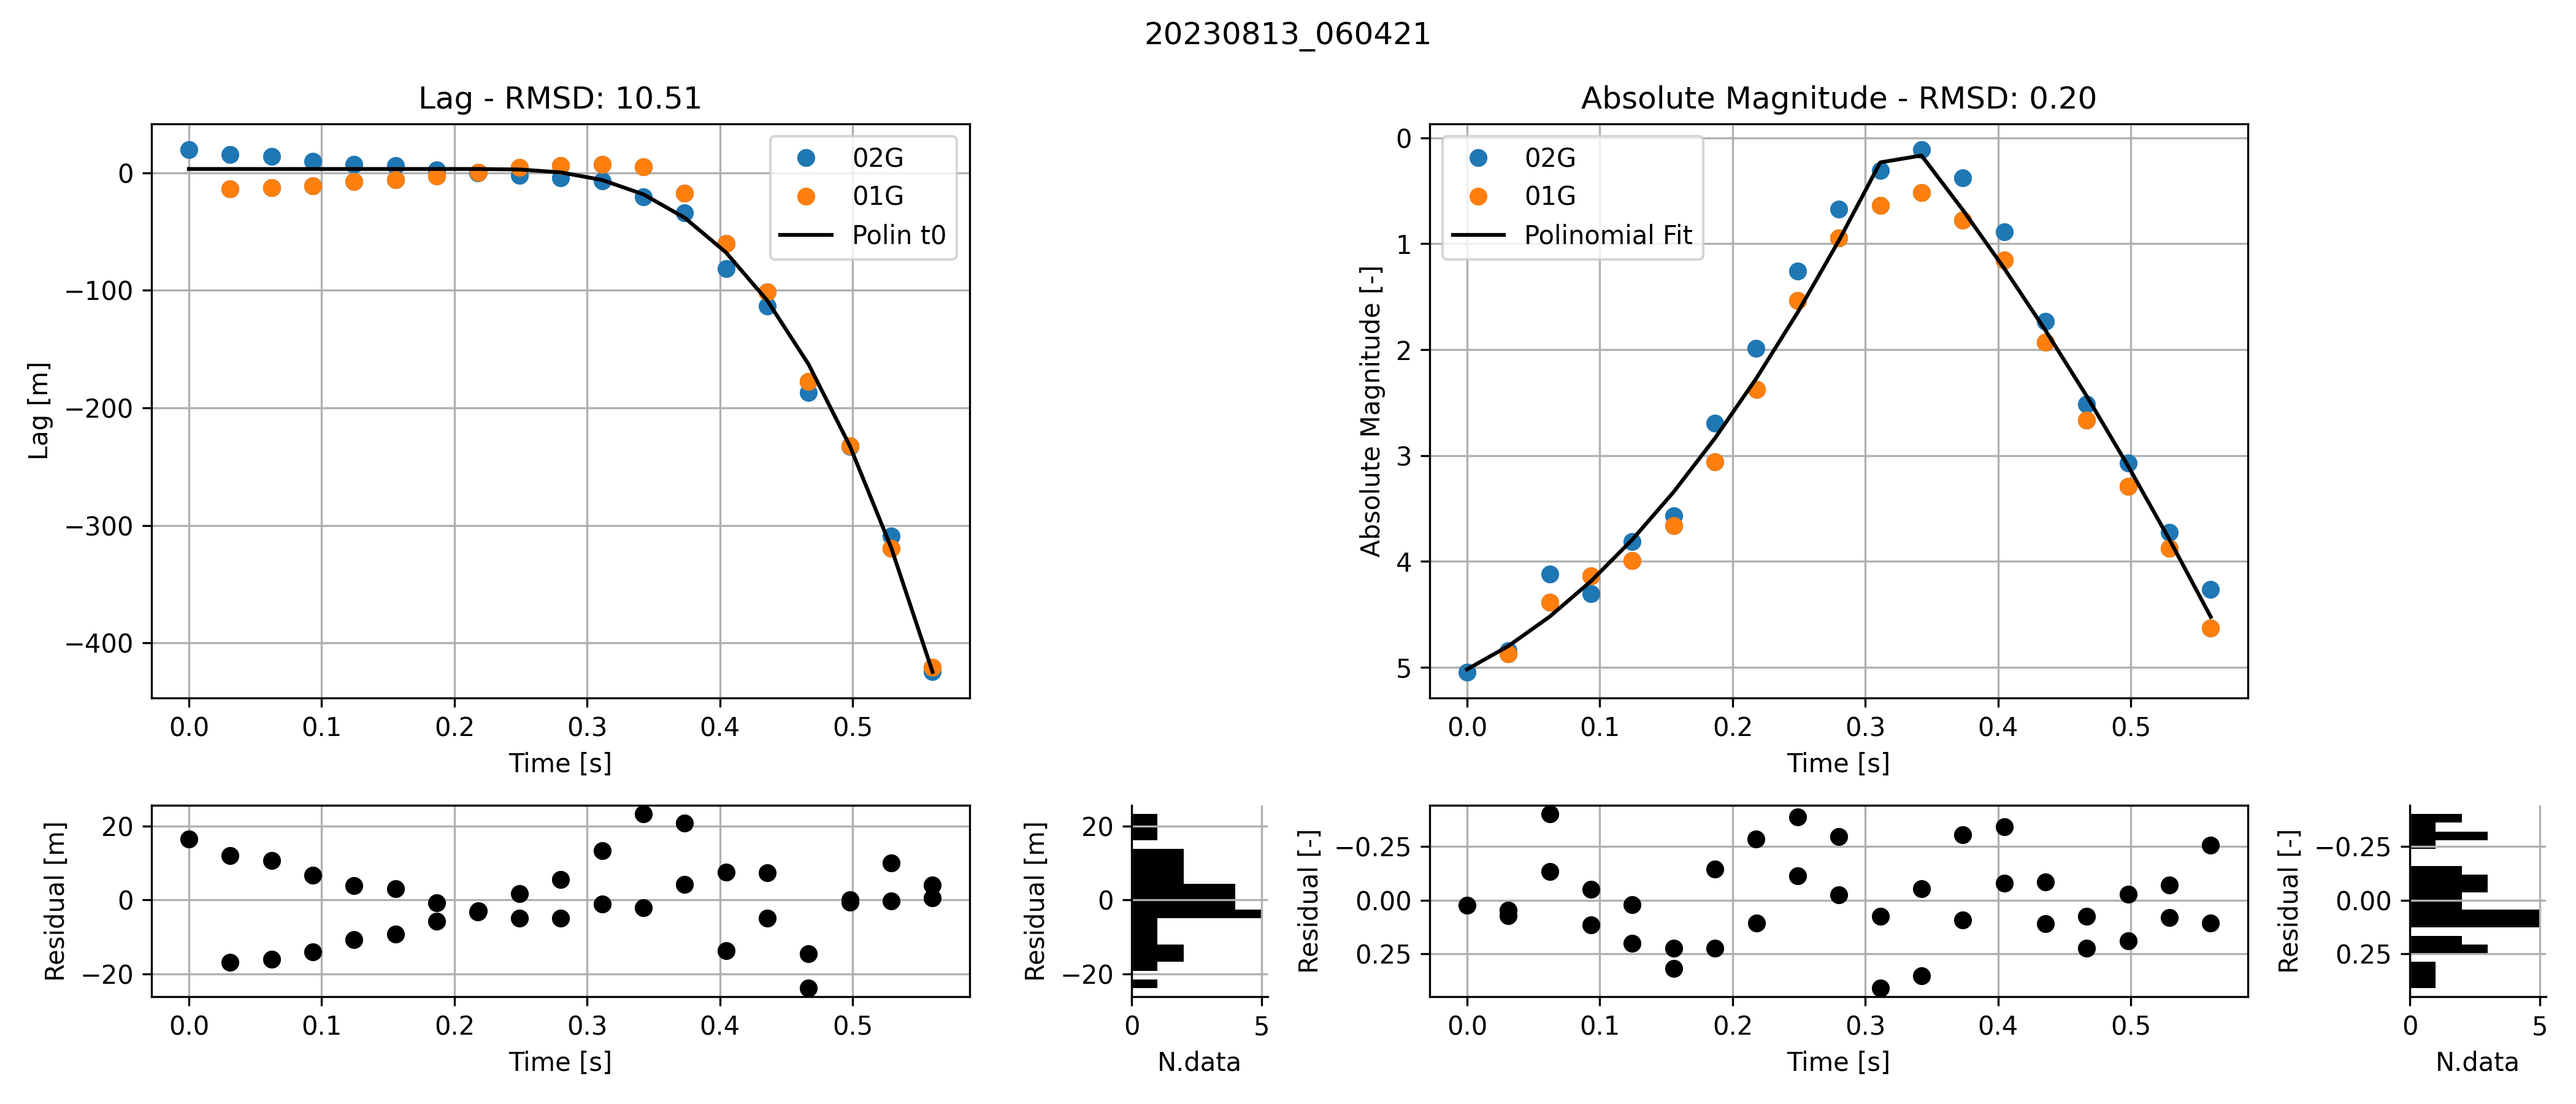 20230813_060421
Lag - RMSD: 10.51
02G
01G
Polin t0
0
−100
−200
−300
−400
Lag [m]
0.0 0.1 0.2 0.3 0.4 0.5
Time [s]
Absolute Magnitude - RMSD: 0.20
02G
01G
Polinomial Fit
0
1
2
3
4
5
Absolute Magnitude [-]
0.0 0.1 0.2 0.3 0.4 0.5
Time [s]
20
0
−20
Residual [m]
0.0 0.1 0.2 0.3 0.4 0.5
Time [s]
20
0
−20
Residual [m]
0 5
N.data
−0.25
0.00
0.25
Residual [-]
0.0 0.1 0.2 0.3 0.4 0.5
Time [s]
−0.25
0.00
0.25
Residual [-]
0 5
N.data